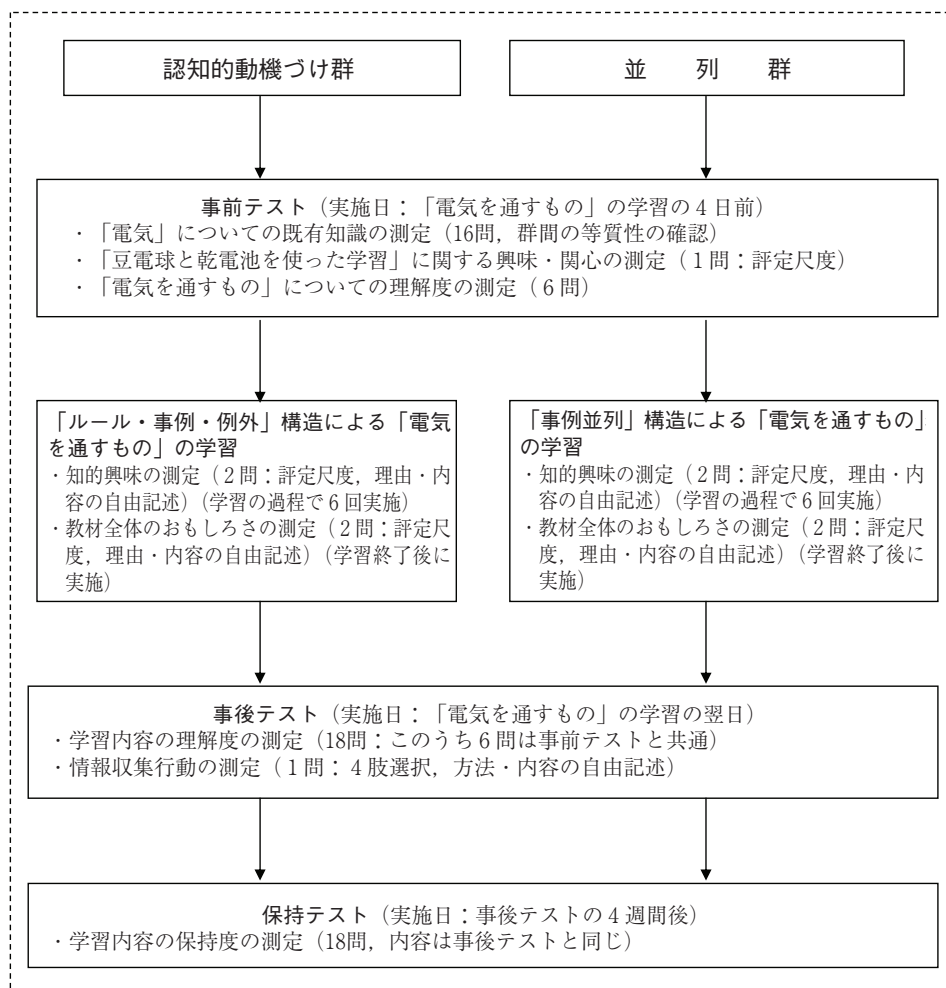 認知的動機づけ群
並　列　群
事前テスト（実施日：「電気を通すもの」の学習の４日前）
・「電気」についての既有知識の測定（16問，群間の等質性の確認）
・「豆電球と乾電池を使った学習」に関する興味・関心の測定（１問：評定尺度）
・「電気を通すもの」についての理解度の測定（６問）
「ルール・事例・例外」構造による「電気
を通すもの」の学習
・知的興味の測定（２問：評定尺度，理由・内
容の自由記述）（学習の過程で６回実施）
・教材全体のおもしろさの測定（２問：評定尺
度，理由・内容の自由記述）（学習終了後に
実施）
「事例並列」構造による「電気を通すもの」
の学習
・知的興味の測定（２問：評定尺度，理由・内
容の自由記述）（学習の過程で６回実施）
・教材全体のおもしろさの測定（２問：評定尺
度，理由・内容の自由記述）（学習終了後に
実施）
事後テスト（実施日：「電気を通すもの」の学習の翌日）
・学習内容の理解度の測定（18問：このうち６問は事前テストと共通）
・情報収集行動の測定（１問：４肢選択，方法・内容の自由記述）
保持テスト（実施日：事後テストの４週間後）
・学習内容の保持度の測定（18問，内容は事後テストと同じ）